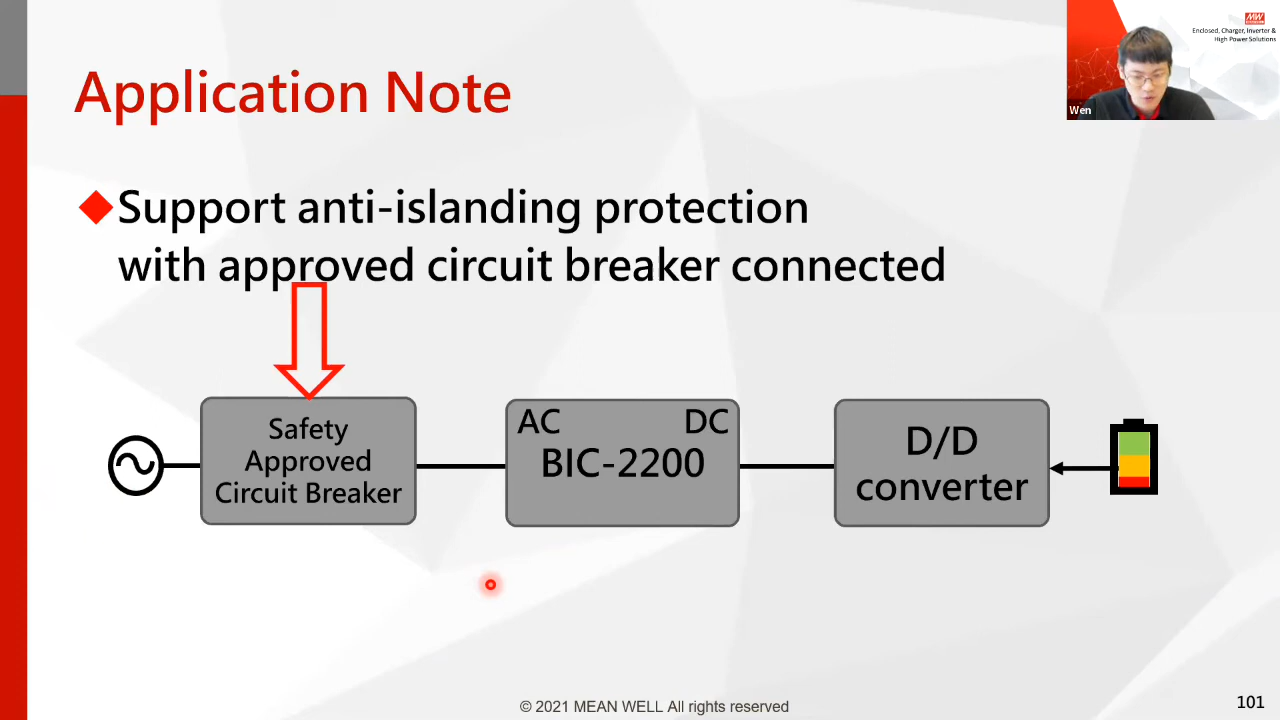 MW
Enclosed, Charger, Inverter &
High Power Solutions
Wen
Application Note
Support anti-islanding protection
with approved circuit breaker connected
Safety
Approved
Circuit Breaker
AC DC
BIC-2200
D/D
converter
© 2021 MEAN WELL All rights reserved
101